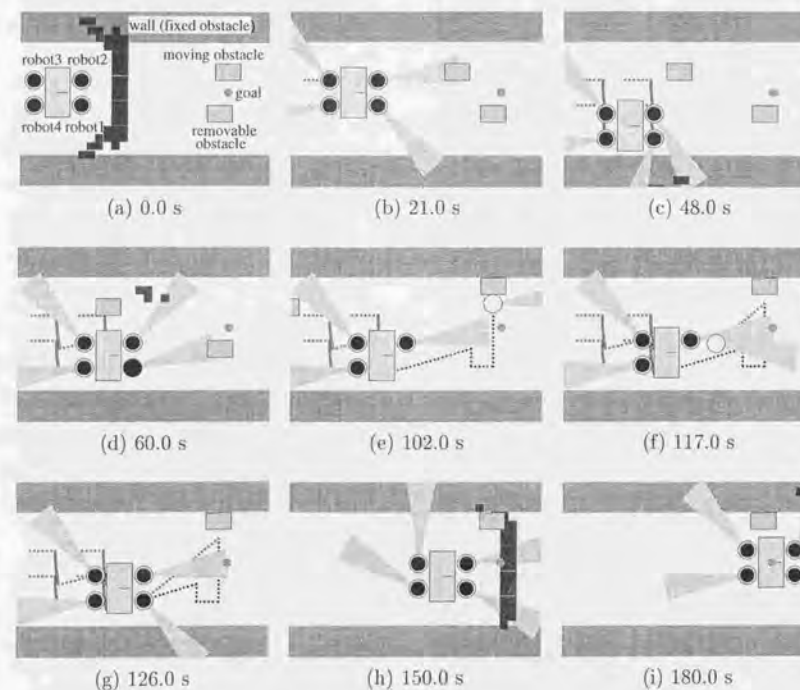 wall (fixed obstacle)
robot3 robot2
moving obstacle
goal
robot4 robot1
removable
obstacle
(a) 0.0 s
(b) 21.0 s
(c) 48.0 s
(d) 60.0 s
(e) 102.0 s
(f) 117.0 s
(g) 126.0 s
(h) 150.0 s
(i) 180.0 s